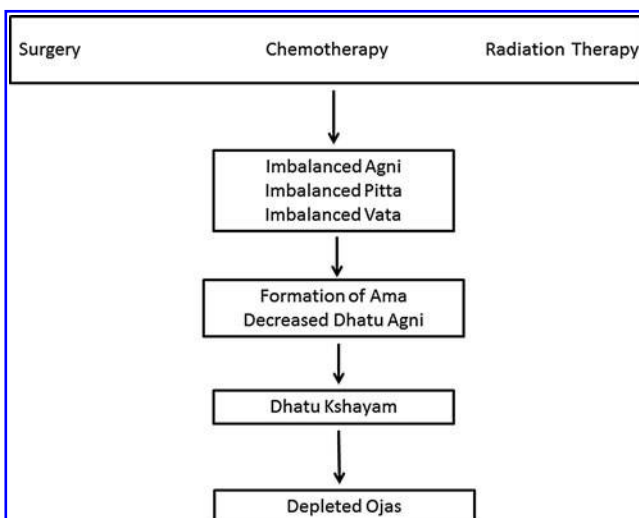 Surgery Chemotherapy Radiation Therapy
Imbalanced Agni
Imbalanced Pitta
Imbalanced Vata
Formation of Ama
Decreased Dhatu Agni
Dhatu Kshayam
Depleted Ojas